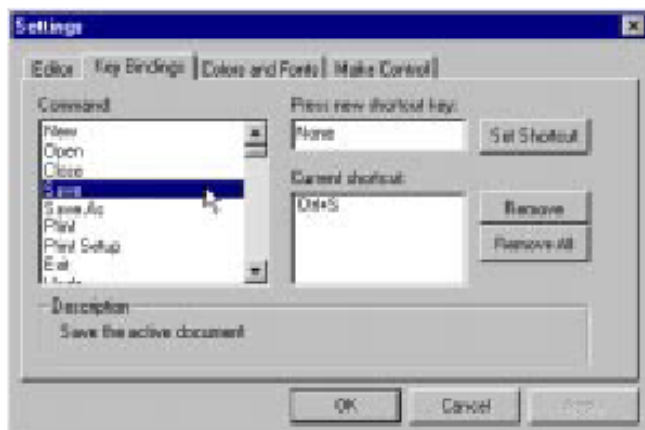 Settings
Editor
Key Bindings
Colors and Fonts
Make Control
Command:
New
Open
Close
Save
Save As
Print
Print Setup
Exit
Press new shortcut key:
None
Set Shortcut
Current shortcut:
Ctrl+S
Remove
Remove All
Description
Save the active document
OK
Cancel
Apply